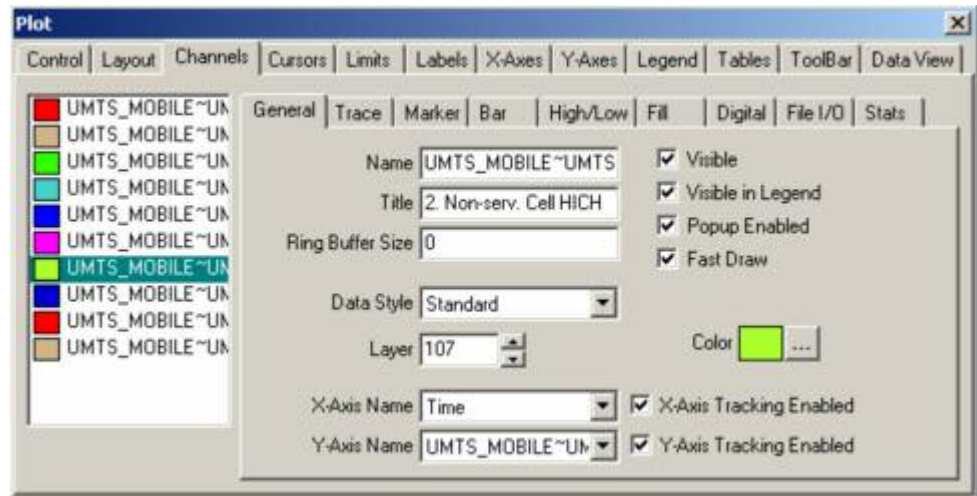 Plot
Control Layout Channels Cursors Limits Labels X-Axes Y-Axes Legend Tables ToolBar Data View
UMTS_MOBILE~UN
UMTS_MOBILE~UN
UMTS_MOBILE~UN
UMTS_MOBILE~UN
UMTS_MOBILE~UN
UMTS_MOBILE~UN
UMTS_MOBILE~UN
UMTS_MOBILE~UN
UMTS_MOBILE~UN
UMTS_MOBILE~UN
General Trace Marker Bar High/Low Fill Digital File I/O Stats
Name UMTS_MOBILE~UMTS Visible
Title 2. Non-serv. Cell HICH Visible in Legend
Ring Buffer Size 0 Popup Enabled
Fast Draw
Data Style Standard
Layer 107 Color ...
X-Axis Name Time X-Axis Tracking Enabled
Y-Axis Name UMTS_MOBILE~UM Y-Axis Tracking Enabled